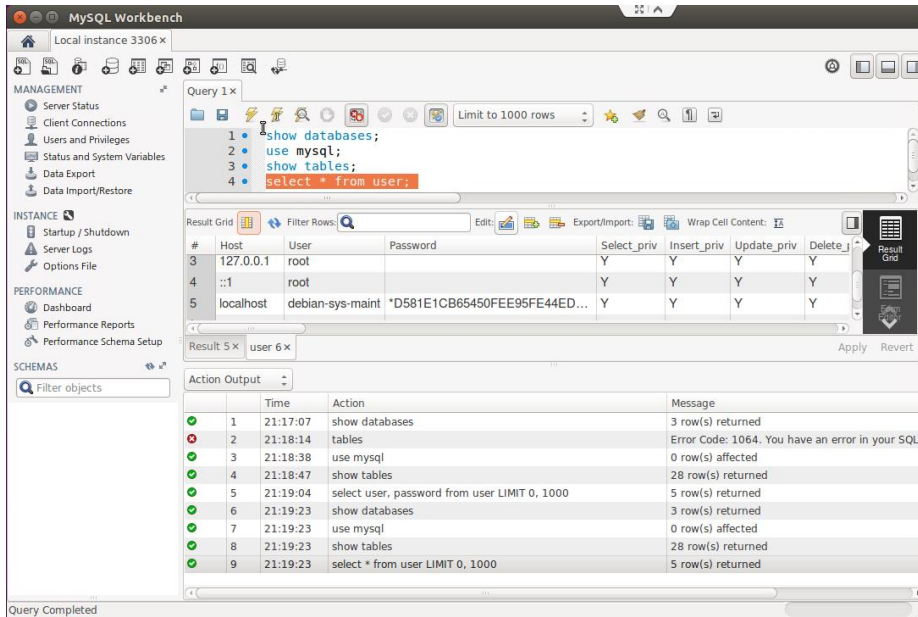 MySQL Workbench
Local instance 3306 ×
MANAGEMENT
Server Status
Client Connections
Users and Privileges
Status and System Variables
Data Export
Data Import/Restore
INSTANCE
Startup / Shutdown
Server Logs
Options File
PERFORMANCE
Dashboard
Performance Reports
Performance Schema Setup
SCHEMAS
Filter objects
Query 1 ×
Limit to 1000 rows
1 show databases;
2 use mysql;
3 show tables;
4 select * from user;
Result Grid Filter Rows: Edit: Export/Import: Wrap Cell Content:
# Host User Password Select_priv Insert_priv Update_priv Delete_
3 127.0.0.1 root Y Y Y Y
4 ::1 root Y Y Y Y
5 localhost debian-sys-maint *D581E1CB65450FEE95FE44ED... Y Y Y Y
Result Grid
Form Editor
Result 5 × user 6 × Apply Revert
Action Output
Time Action Message
1 21:17:07 show databases 3 row(s) returned
2 21:18:14 tables Error Code: 1064. You have an error in your SQL
3 21:18:38 use mysql 0 row(s) affected
4 21:18:47 show tables 28 row(s) returned
5 21:19:04 select user, password from user LIMIT 0, 1000 5 row(s) returned
6 21:19:23 show databases 3 row(s) returned
7 21:19:23 use mysql 0 row(s) affected
8 21:19:23 show tables 28 row(s) returned
9 21:19:23 select * from user LIMIT 0, 1000 5 row(s) returned
Query Completed